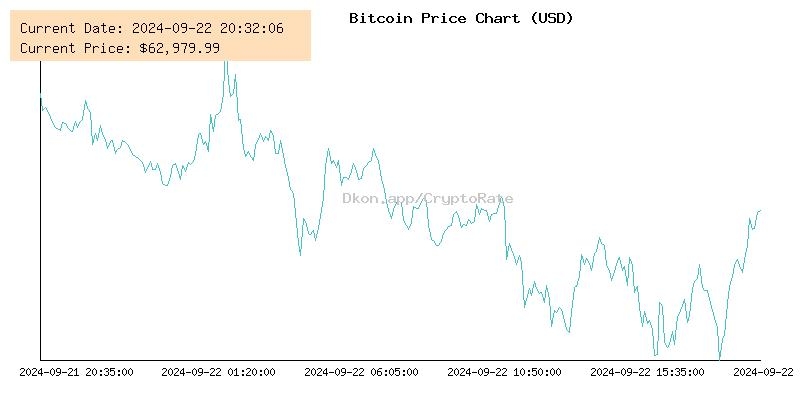 Bitcoin Price Chart (USD)
Current Date: 2024-09-22 20:32:06
Current Price: $62,979.99
Dkon.app/CryptoRate
2024-09-21 20:35:00 2024-09-22 01:20:00 2024-09-22 06:05:00 2024-09-22 10:50:00 2024-09-22 15:35:00 2024-09-22